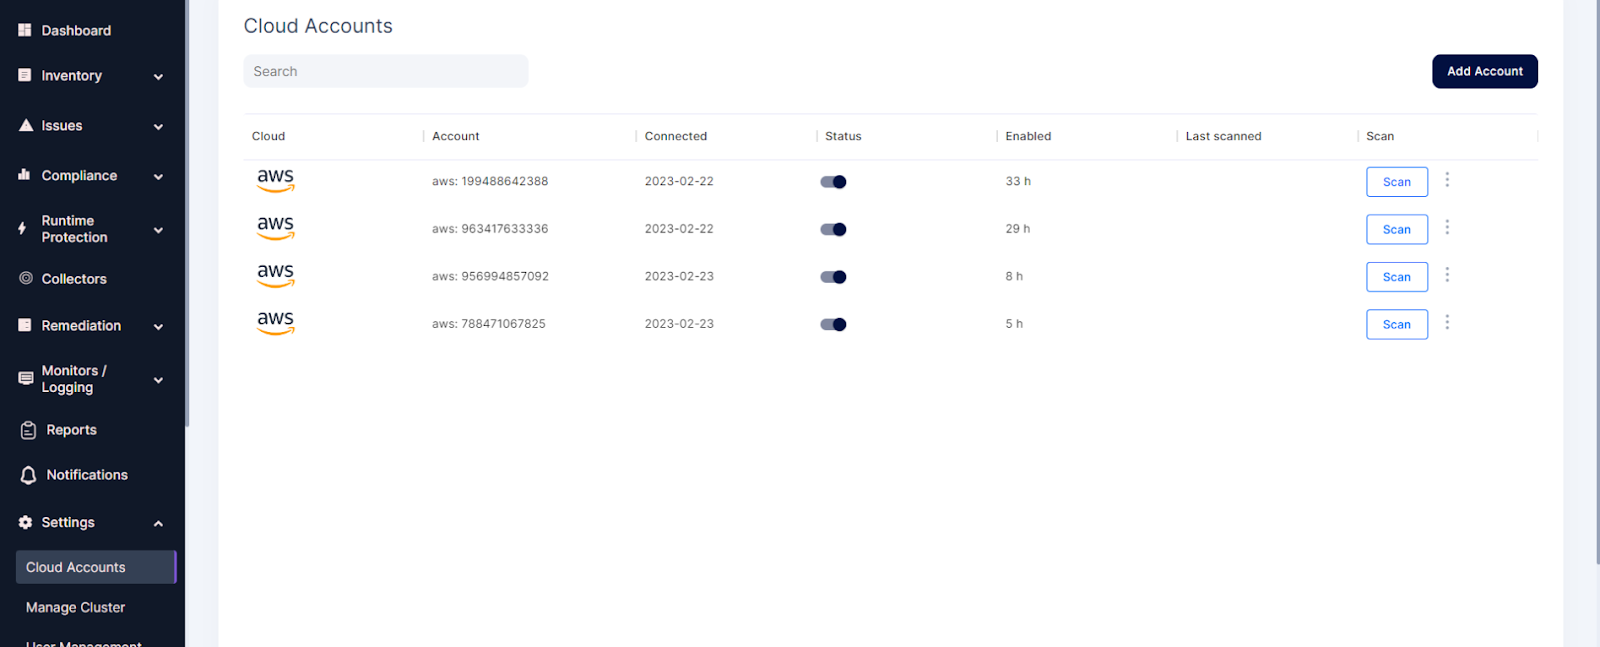 Dashboard
Inventory
Issues
Compliance
Runtime
Protection
Collectors
Remediation
Monitors /
Logging
Reports
Notifications
Settings
Cloud Accounts
Manage Cluster
User Management
Cloud Accounts
Search
Add Account
Cloud Account Connected Status Enabled Last scanned Scan
aws aws: 199488642388 2023-02-22 33 h Scan
aws aws: 963417633336 2023-02-22 29 h Scan
aws aws: 956994857092 2023-02-23 8 h Scan
aws aws: 788471067825 2023-02-23 5 h Scan